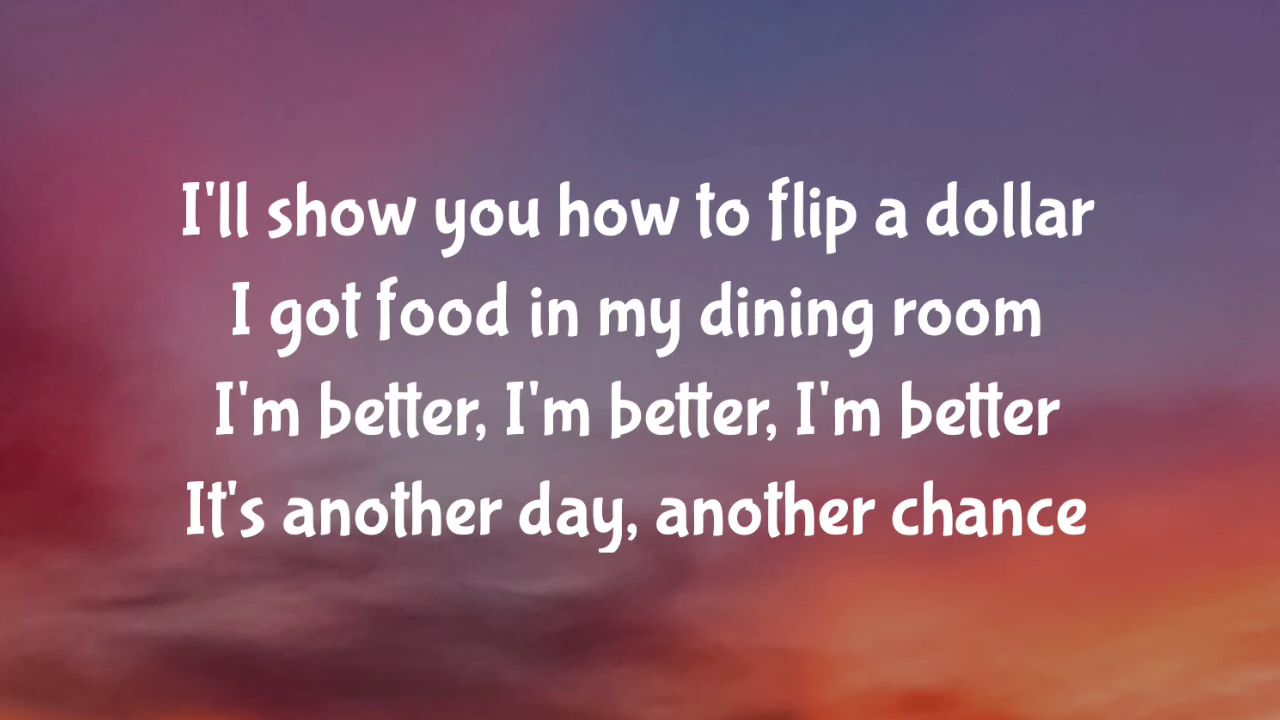 I'll show you how to flip a dollar
I got food in my dining room
I'm better, I'm better, I'm better
It's another day, another chance